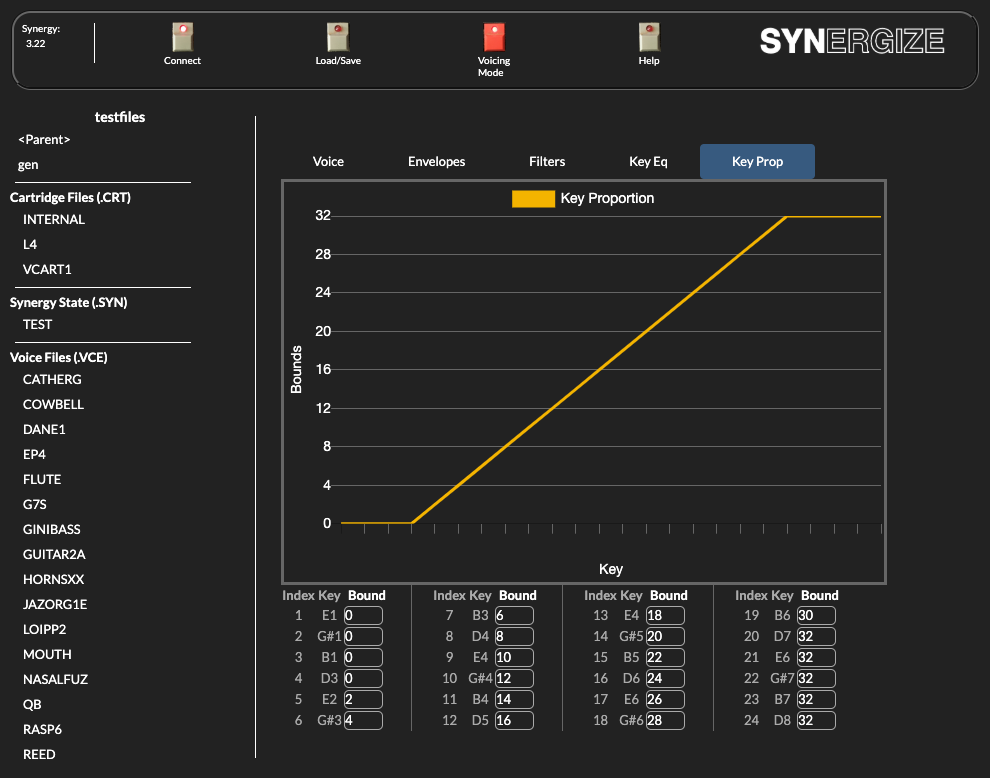 Synergy:
3.22
Connect
Load/Save
Voicing
Mode
Help
SYNERGIZE
testfiles
<Parent>
gen
Cartridge Files (.CRT)
INTERNAL
L4
VCART1
Synergy State (.SYN)
TEST
Voice Files (.VCE)
CATHERG
COWBELL
DANE1
EP4
FLUTE
G7S
GINIBASS
GUITAR2A
HORNSXX
JAZORG1E
LOIPP2
MOUTH
NASALFUZ
QB
RASP6
REED
Voice Envelopes Filters Key Eq Key Prop
Key Proportion
32
28
24
20
16
12
8
4
0
Bounds
Key
Index Key Bound Index Key Bound Index Key Bound Index Key Bound
1 E1 0 7 B3 6 13 E4 18 19 B6 30
2 G#1 0 8 D4 8 14 G#5 20 20 D7 32
3 B1 0 9 E4 10 15 B5 22 21 E6 32
4 D3 0 10 G#4 12 16 D6 24 22 G#7 32
5 E2 2 11 B4 14 17 E6 26 23 B7 32
6 G#3 4 12 D5 16 18 G#6 28 24 D8 32